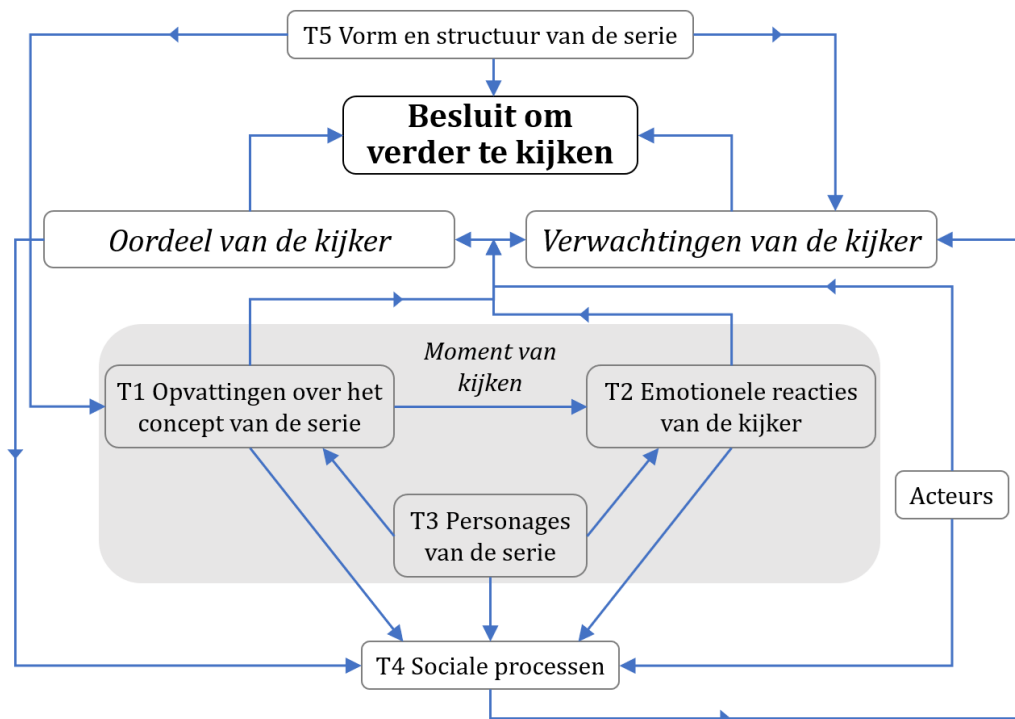 T5 Vorm en structuur van de serie
Besluit om
verder te kijken
Oordeel van de kijker
Verwachtingen van de kijker
Moment van
kijken
T1 Opvattingen over het
concept van de serie
T2 Emotionele reacties
van de kijker
Acteurs
T3 Personages
van de serie
T4 Sociale processen